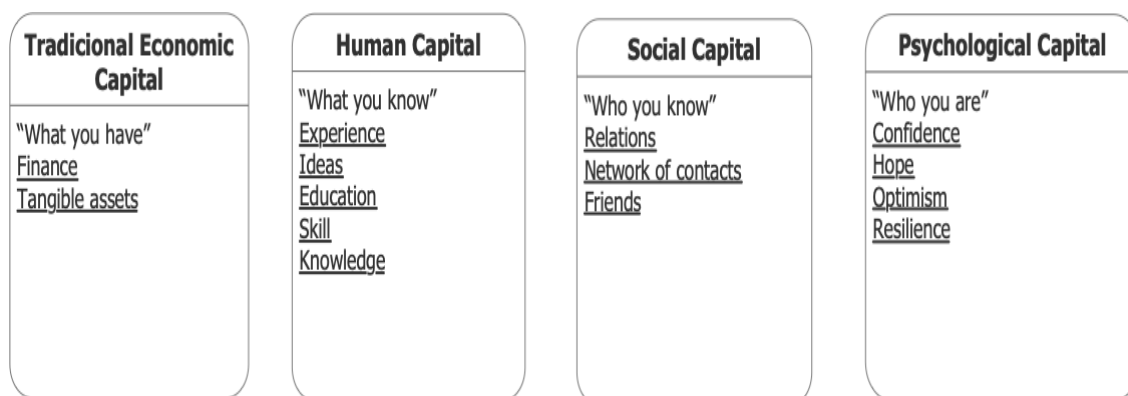 Tradicional Economic
Capital
"What you have"
Finance
Tangible assets
Human Capital
"What you know"
Experience
Ideas
Education
Skill
Knowledge
Social Capital
"Who you know"
Relations
Network of contacts
Friends
Psychological Capital
"Who you are"
Confidence
Hope
Optimism
Resilience